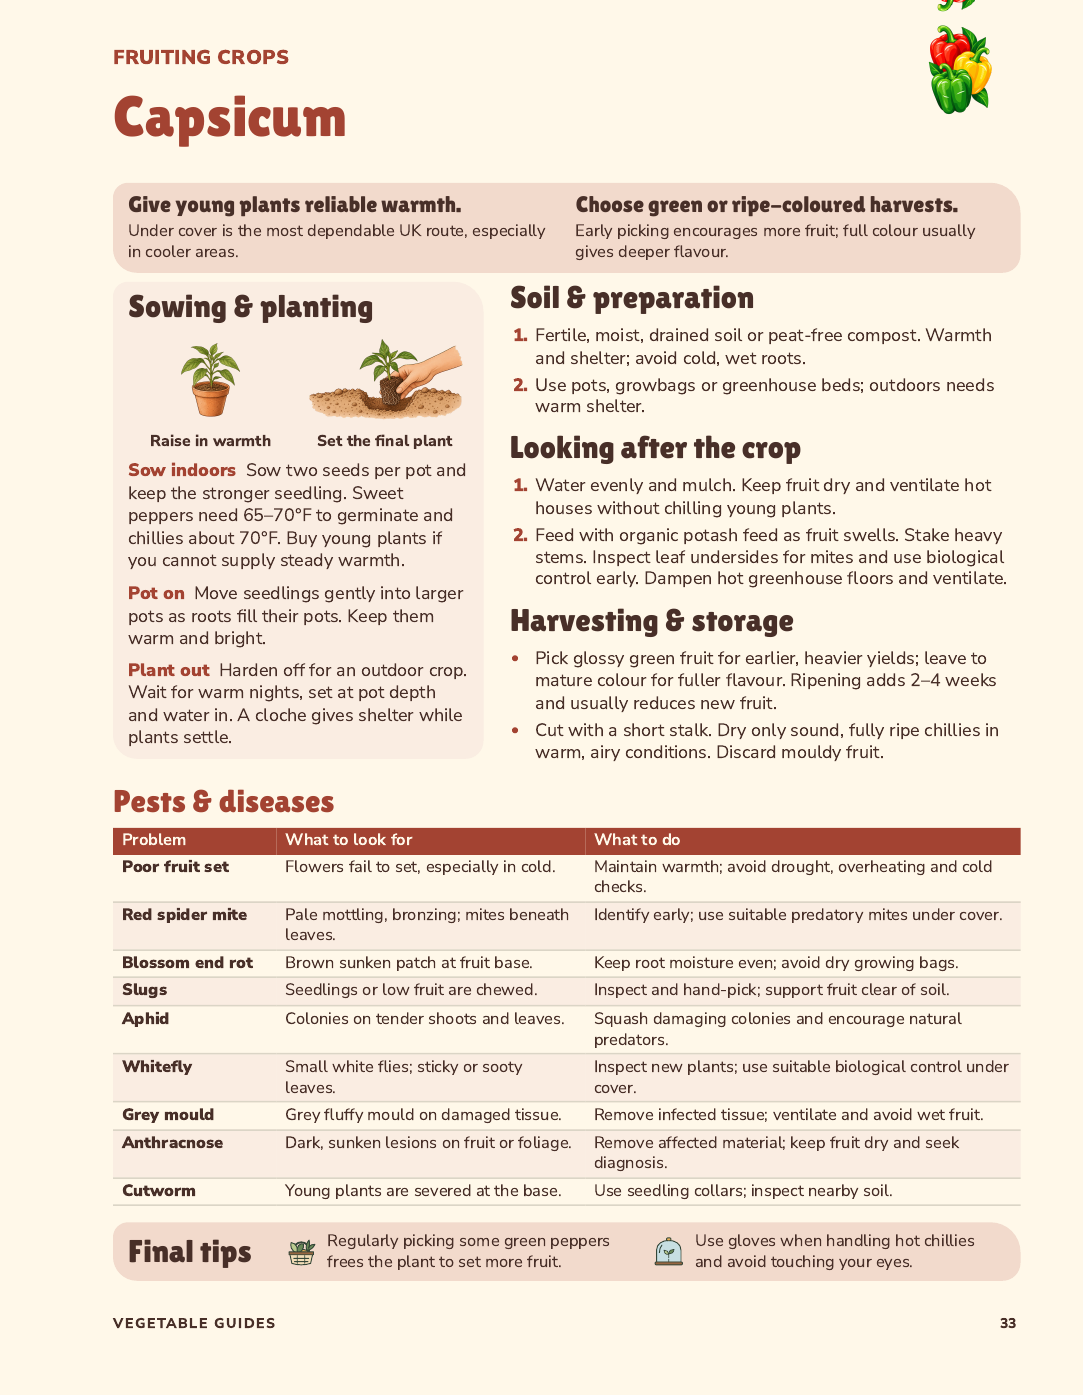 FRUITING CROPS
Capsicum
Give young plants reliable warmth.
Under cover is the most dependable UK route, especially
in cooler areas.
Choose green or ripe-coloured harvests.
Early picking encourages more fruit; full colour usually
gives deeper flavour.
Sowing & planting
Raise in warmth
Set the final plant
Sow indoors Sow two seeds per pot and
keep the stronger seedling. Sweet
peppers need 65–70°F to germinate and
chillies about 70°F. Buy young plants if
you cannot supply steady warmth.
Pot on Move seedlings gently into larger
pots as roots fill their pots. Keep them
warm and bright.
Plant out Harden off for an outdoor crop.
Wait for warm nights, set at pot depth
and water in. A cloche gives shelter while
plants settle.
Soil & preparation
1. Fertile, moist, drained soil or peat-free compost. Warmth
and shelter; avoid cold, wet roots.
2. Use pots, growbags or greenhouse beds; outdoors needs
warm shelter.
Looking after the crop
1. Water evenly and mulch. Keep fruit dry and ventilate hot
houses without chilling young plants.
2. Feed with organic potash feed as fruit swells. Stake heavy
stems. Inspect leaf undersides for mites and use biological
control early. Dampen hot greenhouse floors and ventilate.
Harvesting & storage
• Pick glossy green fruit for earlier, heavier yields; leave to
mature colour for fuller flavour. Ripening adds 2–4 weeks
and usually reduces new fruit.
• Cut with a short stalk. Dry only sound, fully ripe chillies in
warm, airy conditions. Discard mouldy fruit.
Pests & diseases
Problem What to look for What to do
Poor fruit set Flowers fail to set, especially in cold. Maintain warmth; avoid drought, overheating and cold
checks.
Red spider mite Pale mottling, bronzing; mites beneath Identify early; use suitable predatory mites under cover.
leaves.
Blossom end rot Brown sunken patch at fruit base. Keep root moisture even; avoid dry growing bags.
Slugs Seedlings or low fruit are chewed. Inspect and hand-pick; support fruit clear of soil.
Aphid Colonies on tender shoots and leaves. Squash damaging colonies and encourage natural
predators.
Whitefly Small white flies; sticky or sooty Inspect new plants; use suitable biological control under
leaves. cover.
Grey mould Grey fluffy mould on damaged tissue. Remove infected tissue; ventilate and avoid wet fruit.
Anthracnose Dark, sunken lesions on fruit or foliage. Remove affected material; keep fruit dry and seek
diagnosis.
Cutworm Young plants are severed at the base. Use seedling collars; inspect nearby soil.
Final tips
Regularly picking some green peppers
frees the plant to set more fruit.
Use gloves when handling hot chillies
and avoid touching your eyes.
VEGETABLE GUIDES 33